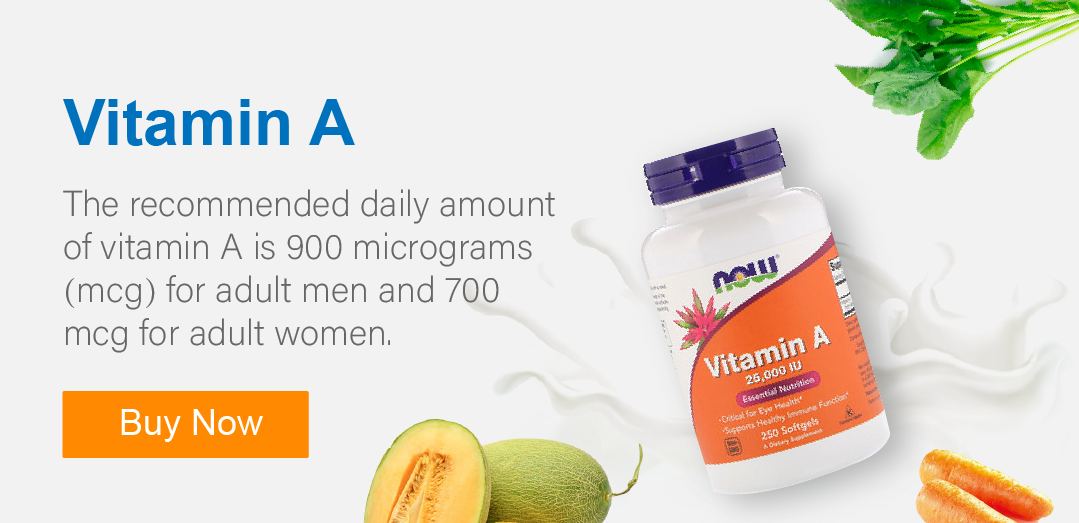 Vitamin A
The recommended daily amount
of vitamin A is 900 micrograms
(mcg) for adult men and 700
mcg for adult women.
Buy Now
now
Vitamin A
25,000 IU
Essential Nutrition
-Critical for Eye Health*
-Supports Healthy Immune Function*
250 Softgels
A Dietary Supplement